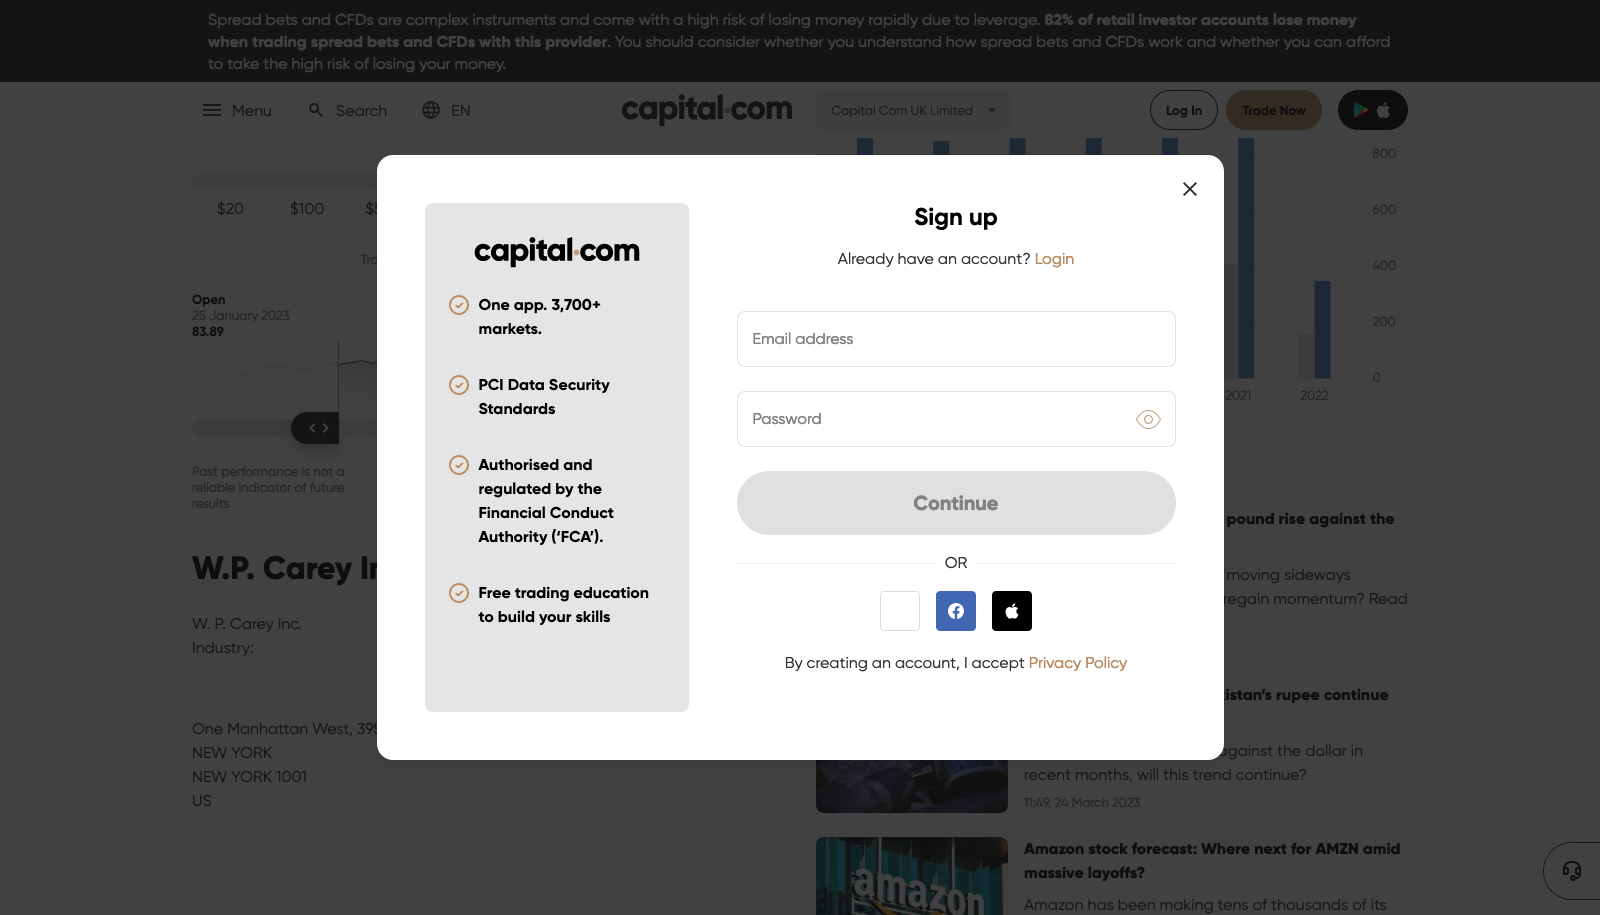 Spread bets and CFDs are complex instruments and come with a high risk of losing money rapidly due to leverage. 82% of retail investor accounts lose money
when trading spread bets and CFDs with this provider. You should consider whether you understand how spread bets and CFDs work and whether you can afford
to take the high risk of losing your money.
Menu
Search
EN
capital.com
Capital Com UK Limited
Log In
Trade Now
$20
$100
Open
25 January 2023
83.89
Past performance is not a
reliable indicator of future
results
W.P. Carey
W. P. Carey Inc.
Industry:
One Manhattan West,
NEW YORK
NEW YORK 1001
US
capital.com
One app. 3,700+
markets.
PCI Data Security
Standards
Authorised and
regulated by the
Financial Conduct
Authority (‘FCA’).
Free trading education
to build your skills
Sign up
Already have an account? Login
Email address
Password
Continue
OR
By creating an account, I accept Privacy Policy
800
600
400
200
0
2021
2022
pound rise against the
moving sideways
regain momentum? Read
rupee continue
against the dollar in
recent months, will this trend continue?
11:49, 24 March 2023
amazon
Amazon stock forecast: Where next for AMZN amid
massive layoffs?
Amazon has been making tens of thousands of its